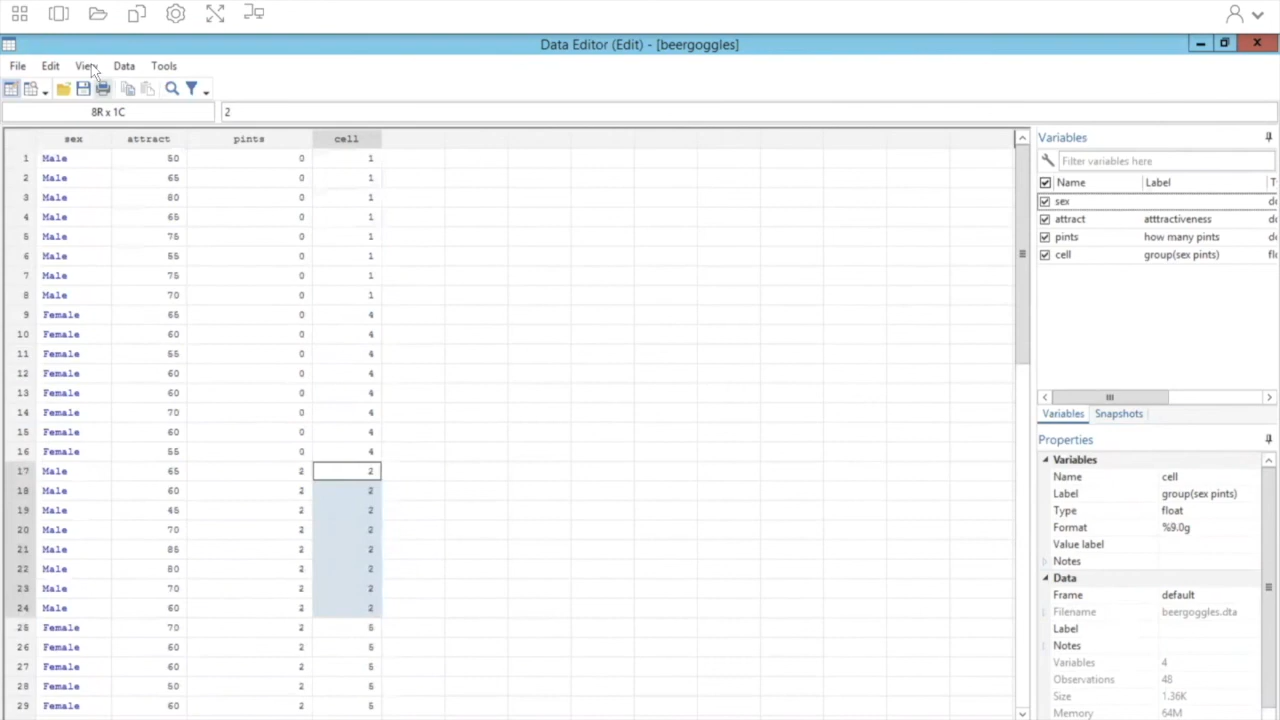 Data Editor (Edit) - [beergoggles]
File Edit View Data Tools
8R x 1C 2
sex attract pints cell
1 Male 50 0 1
2 Male 65 0 1
3 Male 80 0 1
4 Male 65 0 1
5 Male 75 0 1
6 Male 55 0 1
7 Male 75 0 1
8 Male 70 0 1
9 Female 65 0 4
10 Female 60 0 4
11 Female 55 0 4
12 Female 60 0 4
13 Female 60 0 4
14 Female 70 0 4
15 Female 60 0 4
16 Female 55 0 4
17 Male 65 2 2
18 Male 60 2 2
19 Male 45 2 2
20 Male 70 2 2
21 Male 85 2 2
22 Male 80 2 2
23 Male 70 2 2
24 Male 60 2 2
25 Female 70 2 5
26 Female 60 2 5
27 Female 60 2 5
28 Female 50 2 5
29 Female 60 2 5
Variables
Filter variables here
Name Label T
sex
attract atttractiveness
pints how many pints
cell group(sex pints)
Variables Snapshots
Properties
Variables
Name cell
Label group(sex pints)
Type float
Format %9.0g
Value label
Notes
Data
Frame default
Filename beergoggles.dta
Label
Notes
Variables 4
Observations 48
Size 1.36K
Memory 64M